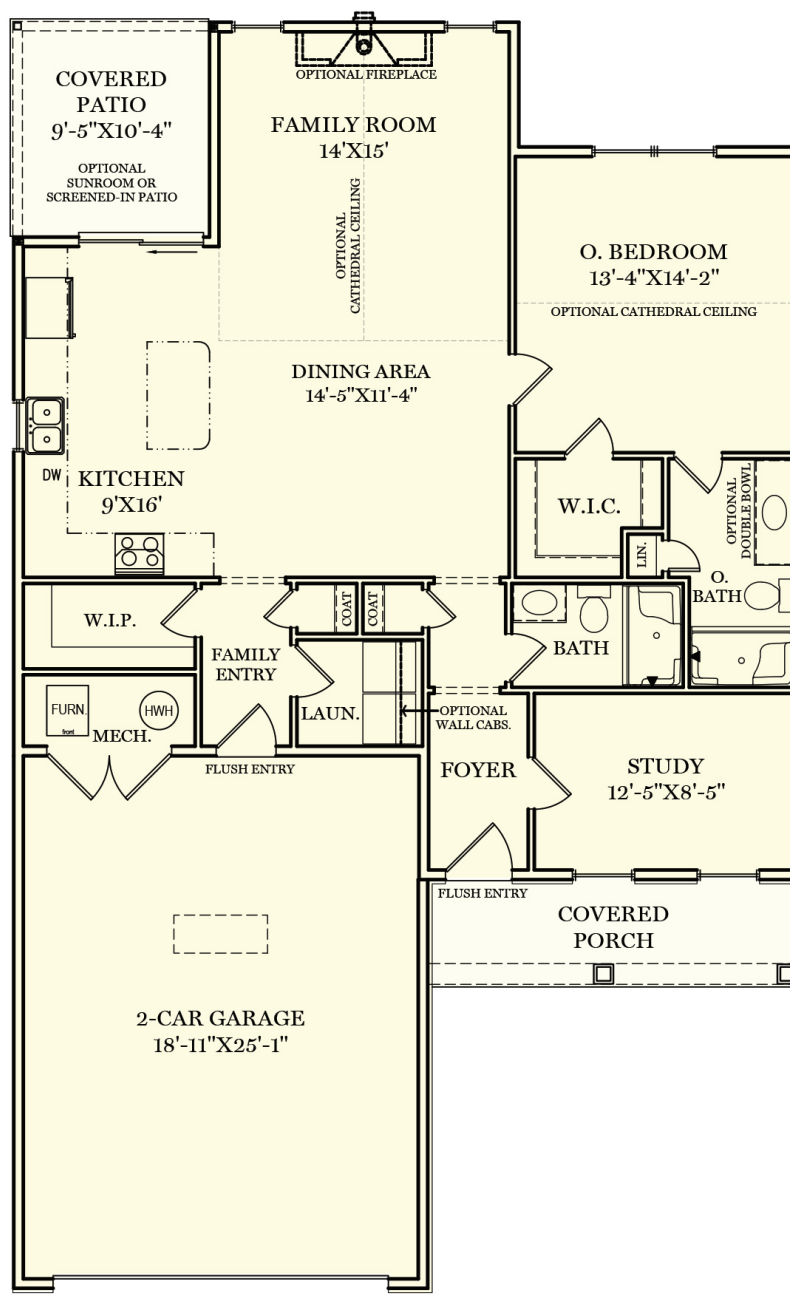 COVERED
PATIO
9'-5"X10'-4"
OPTIONAL
SUNROOM OR
SCREENED-IN PATIO
OPTIONAL FIREPLACE
FAMILY ROOM
14'X15'
OPTIONAL
CATHEDRAL CEILING
O. BEDROOM
13'-4"X14'-2"
OPTIONAL CATHEDRAL CEILING
DINING AREA
14'-5"X11'-4"
DW
KITCHEN
9'X16'
W.I.C.
OPTIONAL
DOUBLE BOWL
LIN.
O.
BATH
W.I.P.
COAT
COAT
BATH
FAMILY
ENTRY
FURN.
front
HWH
MECH.
LAUN.
OPTIONAL
WALL CABS.
FLUSH ENTRY
FOYER
STUDY
12'-5"X8'-5"
FLUSH ENTRY
COVERED
PORCH
2-CAR GARAGE
18'-11"X25'-1"